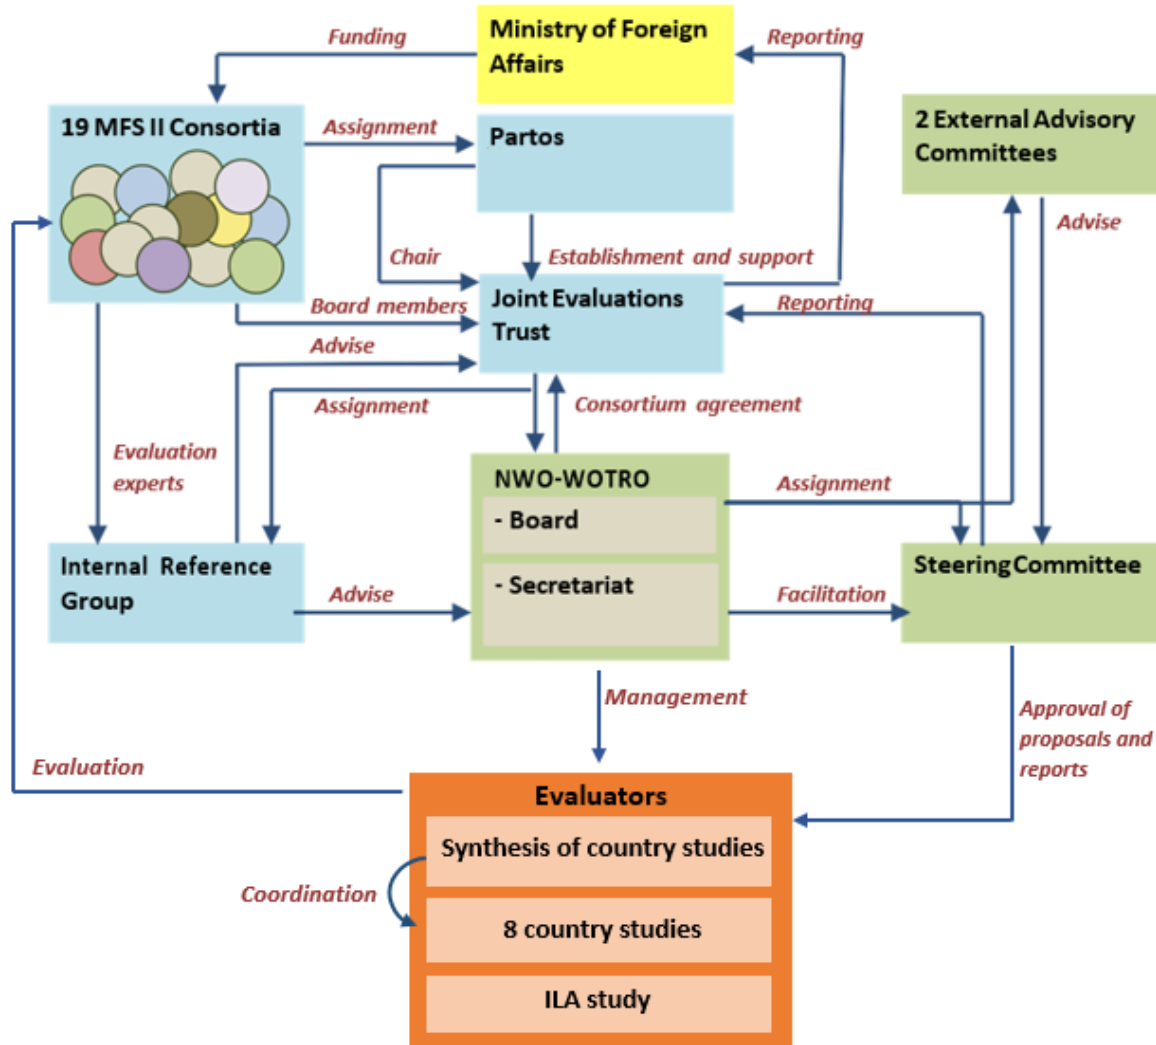 Funding
Ministry of Foreign
Affairs
Reporting
19 MFS II Consortia
Assignment
Partos
2 External Advisory
Committees
Chair
Establishment and support
Advise
Board members
Joint Evaluations
Trust
Reporting
Advise
Assignment
Consortium agreement
Evaluation
experts
NWO-WOTRO
- Board
- Secretariat
Assignment
Internal Reference
Group
Advise
Facilitation
Steering Committee
Management
Approval of
proposals and
reports
Evaluation
Evaluators
Synthesis of country studies
Coordination
8 country studies
ILA study